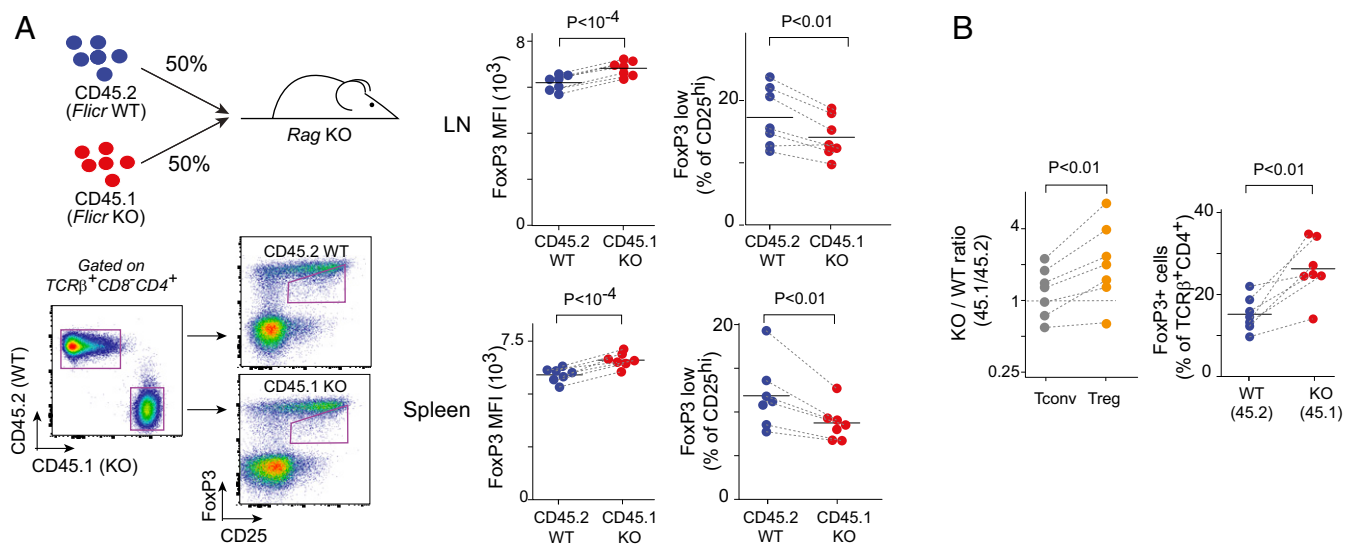 A
50%
CD45.2
(Flicr WT)
50%
Rag KO
CD45.1
(Flicr KO)
Gated on
TCRβ⁺CD8⁻CD4⁺
CD45.2 (WT)
CD45.1 (KO)
CD45.2 WT
CD45.1 KO
FoxP3
CD25
LN
P<10⁻⁴
FoxP3 MFI (10³)
8
0
CD45.2
WT
CD45.1
KO
P<0.01
FoxP3 low
(% of CD25ʰⁱ)
20
0
CD45.2
WT
CD45.1
KO
Spleen
P<10⁻⁴
FoxP3 MFI (10³)
7.5
0
CD45.2
WT
CD45.1
KO
P<0.01
FoxP3 low
(% of CD25hi)
20
10
0
CD45.2
WT
CD45.1
KO
B
P<0.01
KO / WT ratio
(45.1/45.2)
4
1
0.25
Tconv
Treg
P<0.01
FoxP3+ cells
(% of TCRβ⁺CD4⁺)
40
20
0
WT
(45.2)
KO
(45.1)